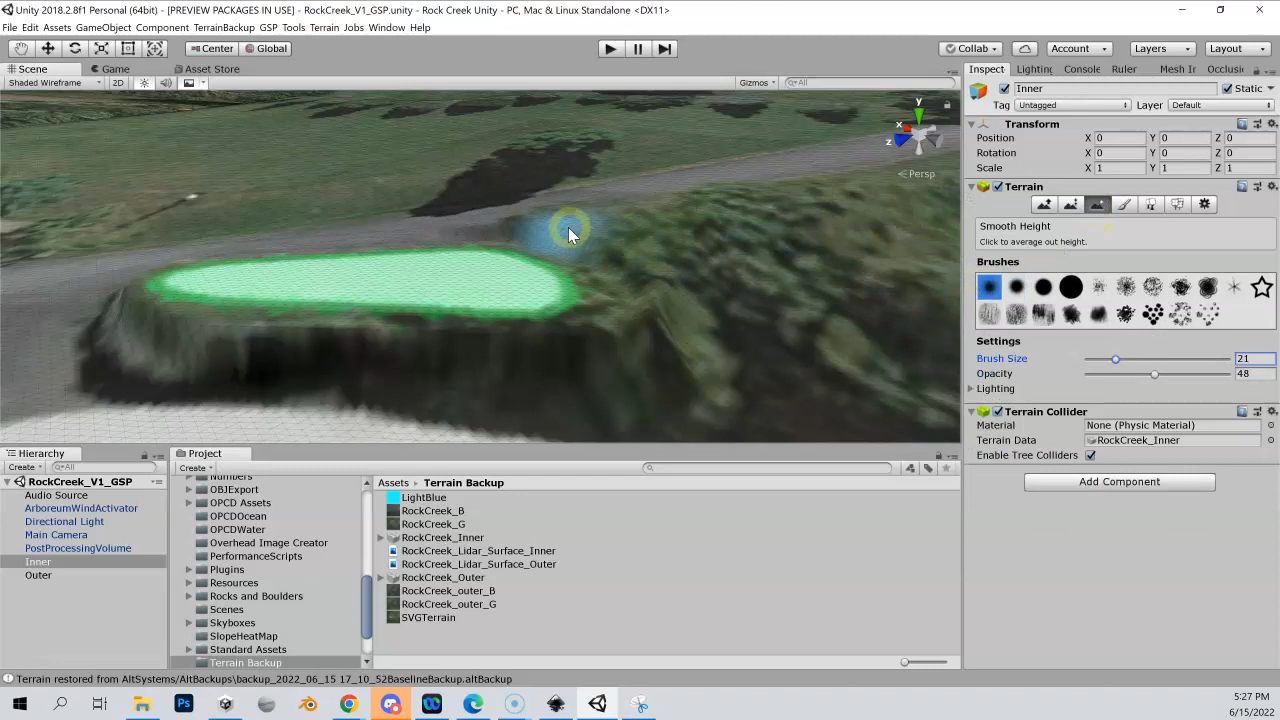 Unity 2018.2.8f1 Personal (64bit) - [PREVIEW PACKAGES IN USE] - RockCreek_V1_GSP.unity - Rock Creek Unity - PC, Mac & Linux Standalone <DX11>
File Edit Assets GameObject Component TerrainBackup GSP Tools Terrain Jobs Window Help
Center Global Collab Account Layers Layout
Scene Game Asset Store
Shaded Wireframe 2D Gizmos All
y
x
z
Persp
Inspect Lighting Console Ruler Mesh Ir Occlusi
Inner Static
Tag Untagged Layer Default
Transform
Position X 0 Y 0 Z 0
Rotation X 0 Y 0 Z 0
Scale X 1 Y 1 Z 1
Terrain
Smooth Height
Click to average out height.
Brushes
Settings
Brush Size 21
Opacity 48
Lighting
Terrain Collider
Material None (Physic Material)
Terrain Data RockCreek_Inner
Enable Tree Colliders
Add Component
Hierarchy
Create All
RockCreek_V1_GSP
Audio Source
ArboreumWindActivator
Directional Light
Main Camera
PostProcessingVolume
Inner
Outer
Project
Create
Numbers
OBJExport
OPCD Assets
OPCDOcean
OPCDWater
Overhead Image Creator
PerformanceScripts
Plugins
Resources
Rocks and Boulders
Scenes
Skyboxes
SlopeHeatMap
Standard Assets
Terrain Backup
Assets Terrain Backup
LightBlue
RockCreek_B
RockCreek_G
RockCreek_Inner
RockCreek_Lidar_Surface_Inner
RockCreek_Lidar_Surface_Outer
RockCreek_Outer
RockCreek_outer_B
RockCreek_outer_G
SVGTerrain
Terrain restored from AltSystems/AltBackups\backup_2022_06_15 17_10_52BaselineBackup.altBackup
Ps
5:27 PM
6/15/2022